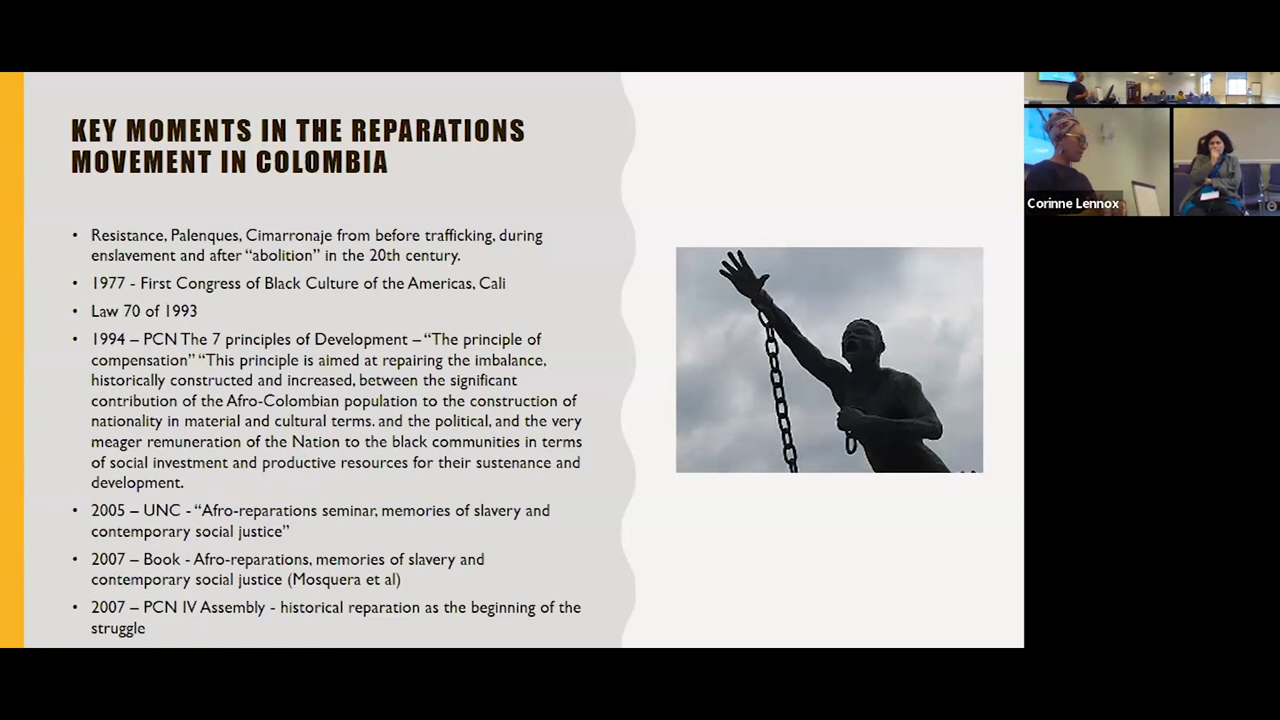 KEY MOMENTS IN THE REPARATIONS
MOVEMENT IN COLOMBIA
• Resistance, Palenques, Cimarronaje from before trafficking, during
enslavement and after “abolition” in the 20th century.
• 1977 - First Congress of Black Culture of the Americas, Cali
• Law 70 of 1993
• 1994 – PCN The 7 principles of Development – “The principle of
compensation” “This principle is aimed at repairing the imbalance,
historically constructed and increased, between the significant
contribution of the Afro-Colombian population to the construction of
nationality in material and cultural terms. and the political, and the very
meager remuneration of the Nation to the black communities in terms
of social investment and productive resources for their sustenance and
development.
• 2005 – UNC - “Afro-reparations seminar, memories of slavery and
contemporary social justice”
• 2007 – Book - Afro-reparations, memories of slavery and
contemporary social justice (Mosquera et al)
• 2007 – PCN IV Assembly - historical reparation as the beginning of the
struggle
Corinne Lennox